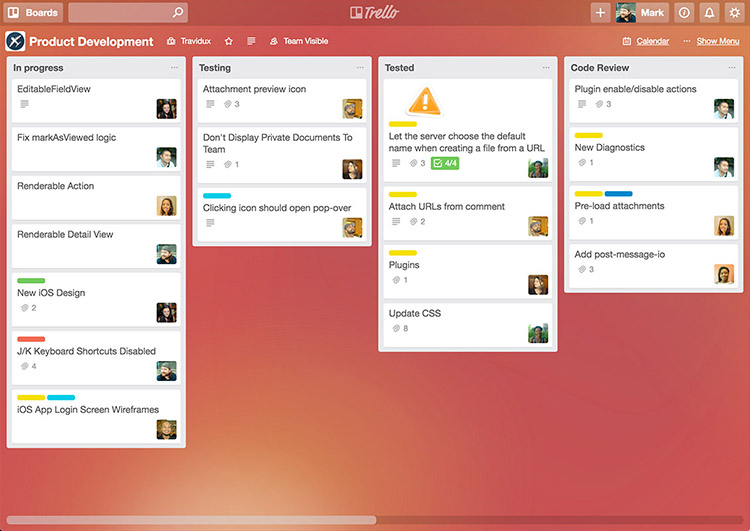 Boards
Trello
Mark
Product Development
Travidux
Team Visible
Calendar
Show Menu
In progress
EditableFieldView
Fix markAsViewed logic
Renderable Action
Renderable Detail View
New iOS Design
2
J/K Keyboard Shortcuts Disabled
4
iOS App Login Screen Wireframes
Testing
Attachment preview icon
3
Don't Display Private Documents To
Team
1
Clicking icon should open pop-over
Tested
Let the server choose the default
name when creating a file from a URL
3 4/4
Attach URLs from comment
2
Plugins
1
Update CSS
8
Code Review
Plugin enable/disable actions
3
New Diagnostics
1
Pre-load attachments
1
Add post-message-io
3